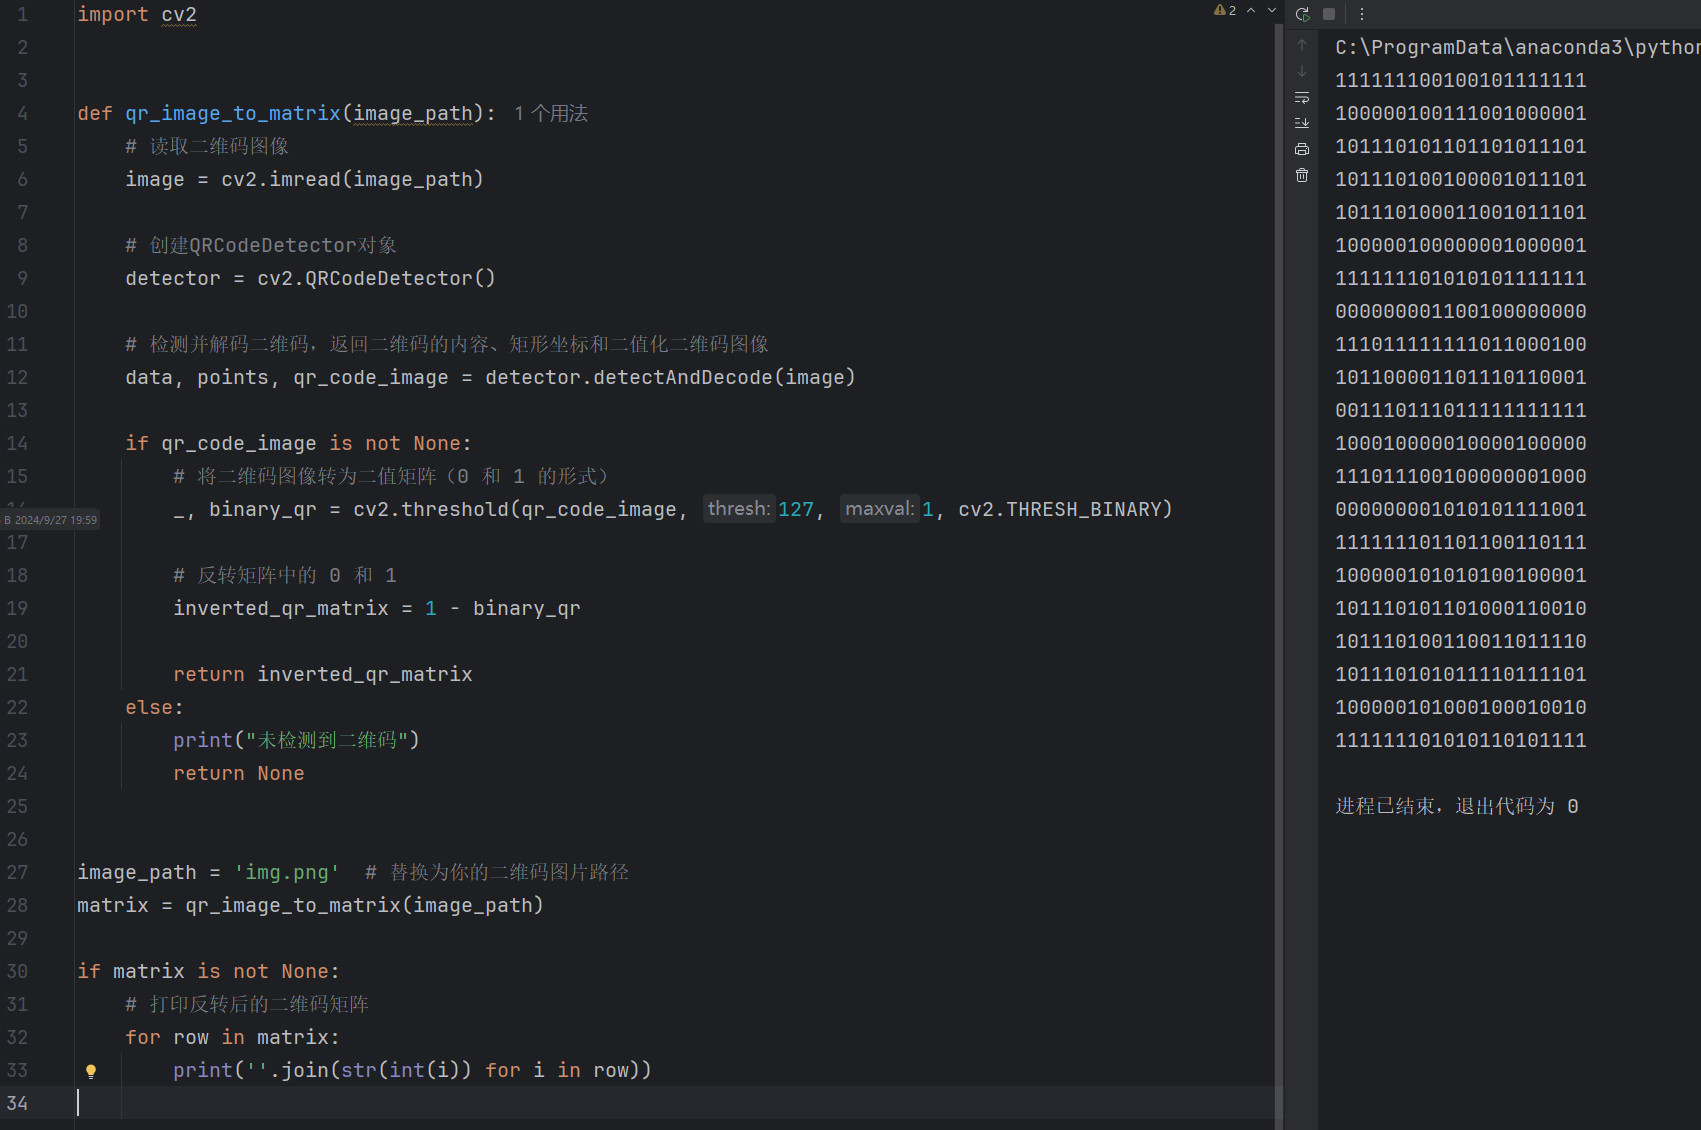 1 import cv2
2
3
4 def qr_image_to_matrix(image_path): 1 个用法
5 # 读取二维码图像
6 image = cv2.imread(image_path)
7
8 # 创建QRCodeDetector对象
9 detector = cv2.QRCodeDetector()
10
11 # 检测并解码二维码，返回二维码的内容、矩形坐标和二值化二维码图像
12 data, points, qr_code_image = detector.detectAndDecode(image)
13
14 if qr_code_image is not None:
15 # 将二维码图像转为二值矩阵（0 和 1 的形式）
_, binary_qr = cv2.threshold(qr_code_image, thresh: 127, maxval: 1, cv2.THRESH_BINARY)
B 2024/9/27 19:59
17
18 # 反转矩阵中的 0 和 1
19 inverted_qr_matrix = 1 - binary_qr
20
21 return inverted_qr_matrix
22 else:
23 print("未检测到二维码")
24 return None
25
26
27 image_path = 'img.png' # 替换为你的二维码图片路径
28 matrix = qr_image_to_matrix(image_path)
29
30 if matrix is not None:
31 # 打印反转后的二维码矩阵
32 for row in matrix:
33 print(''.join(str(int(i)) for i in row))
34
2
C:\ProgramData\anaconda3\python
111111100100101111111
100000100111001000001
101110101101101011101
101110100100001011101
101110100011001011101
100000100000001000001
111111101010101111111
000000001100100000000
111011111111011000100
101100001101110110001
001110111011111111111
100010000010000100000
111011100100000001000
000000001010101111001
111111101101100110111
100000101010100100001
101110101101000110010
101110100110011011110
101110101011110111101
100000101000100010010
111111101010110101111
进程已结束，退出代码为 0